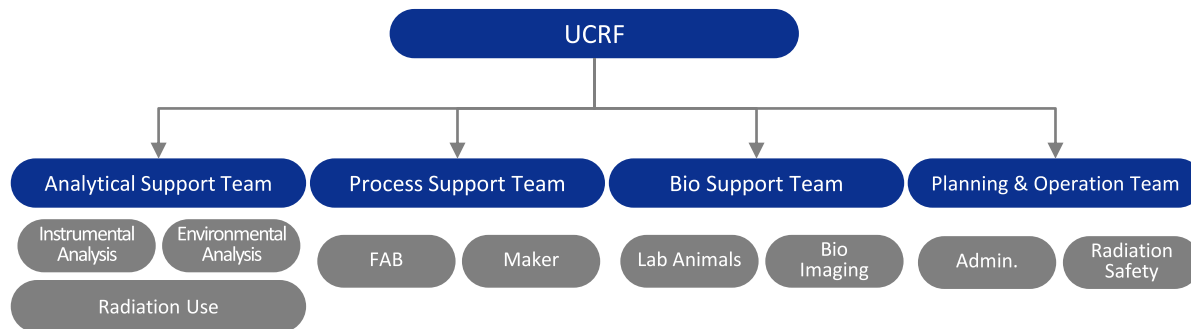 UCRF
Analytical Support Team
Process Support Team
Bio Support Team
Planning & Operation Team
Instrumental
Analysis
Environmental
Analysis
Radiation Use
FAB
Maker
Lab Animals
Bio
Imaging
Admin.
Radiation
Safety